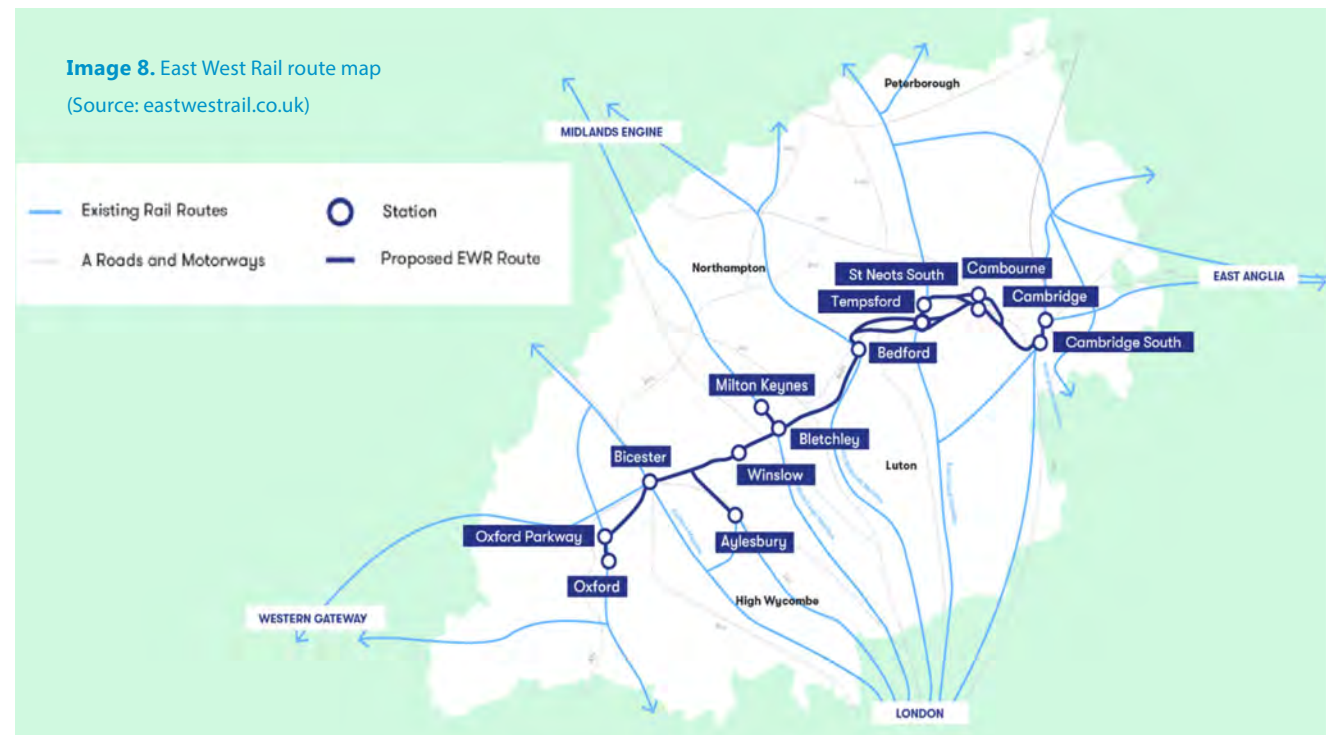 Image 8. East West Rail route map
(Source: eastwestrail.co.uk)
Existing Rail Routes
Station
A Roads and Motorways
Proposed EWR Route
Peterborough
MIDLANDS ENGINE
Northampton
St Neots South
Cambourne
EAST ANGLIA
Tempsford
Cambridge
Cambridge South
Bedford
Milton Keynes
Bletchley
Bicester
Winslow
Luton
Oxford Parkway
Aylesbury
Oxford
High Wycombe
WESTERN GATEWAY
LONDON